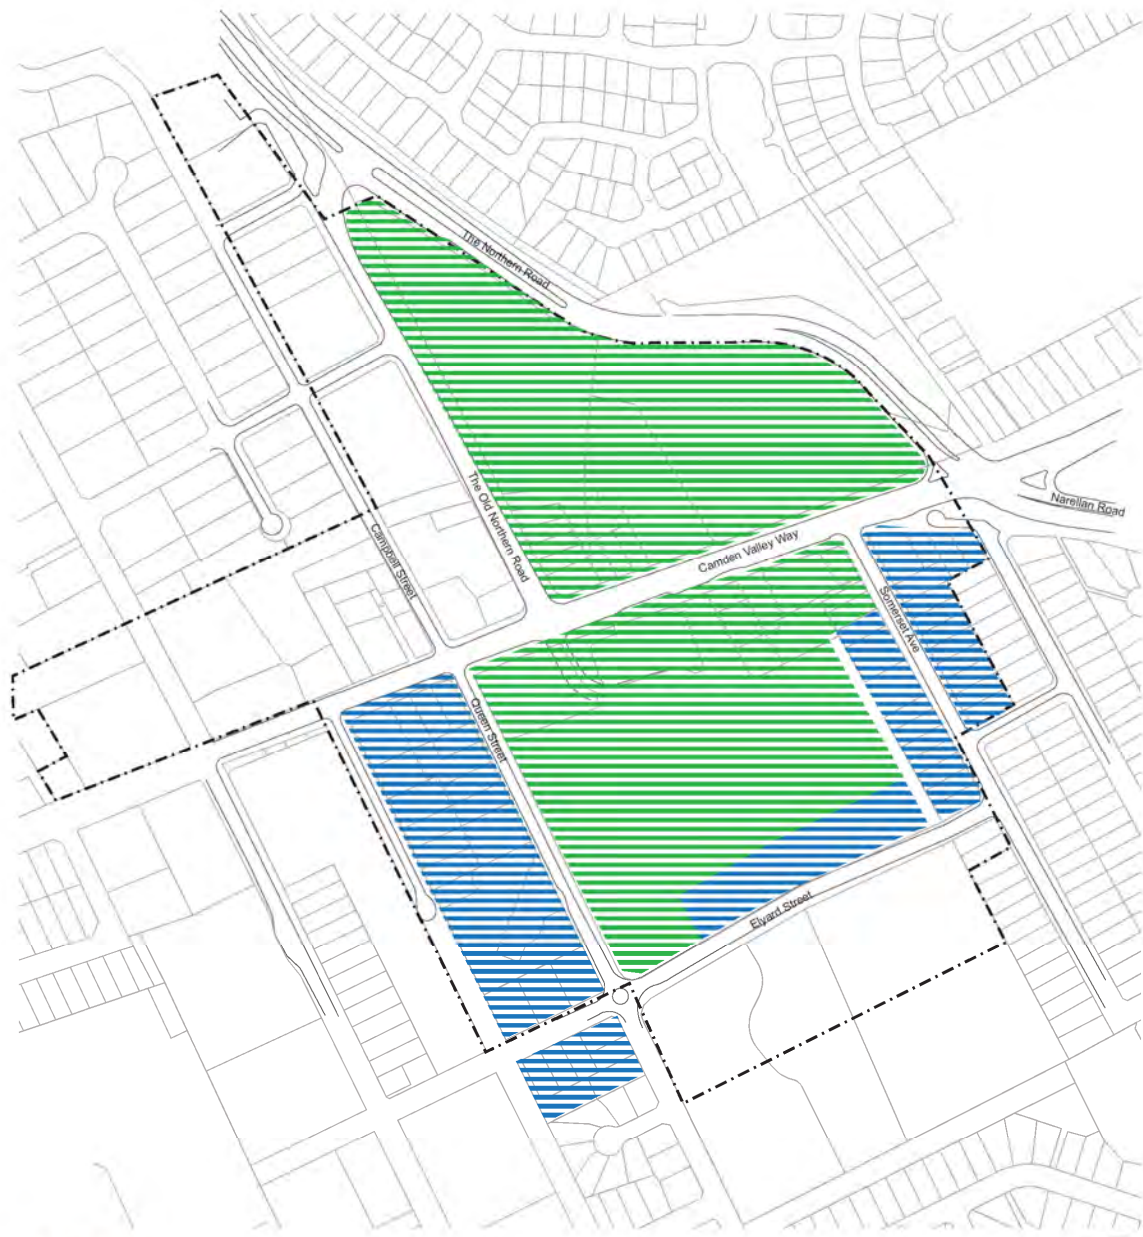 The Northern Road
Narellan Road
The Old Northern Road
Camden Valley Way
Campbell Street
Somerset Ave
Queen Street
Elyard Street